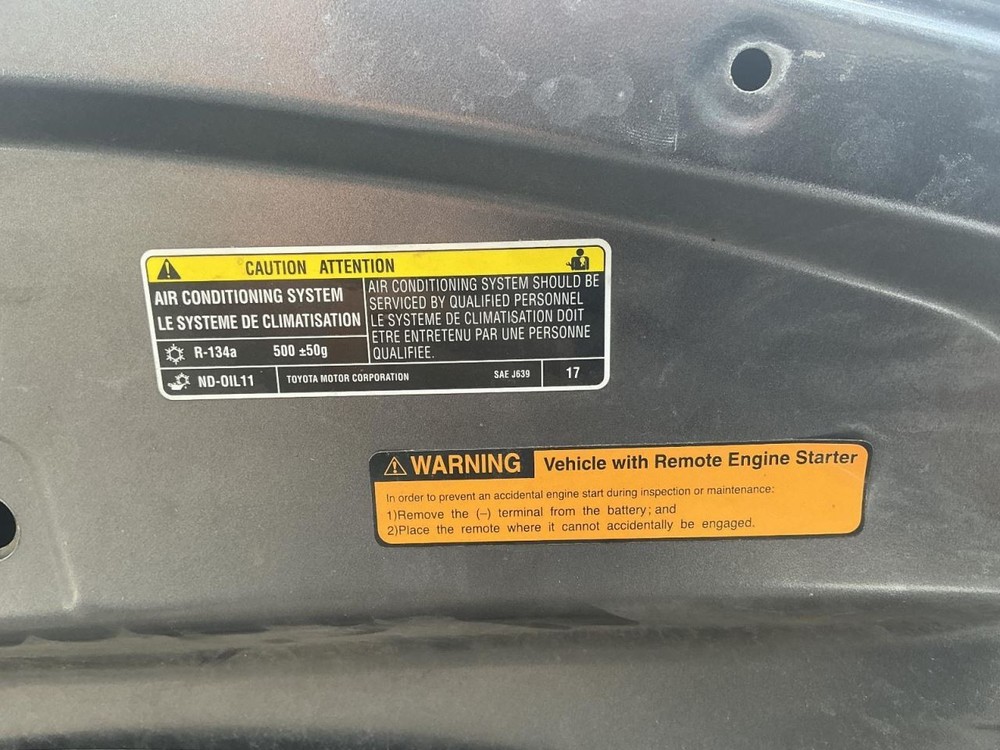 CAUTION ATTENTION
AIR CONDITIONING SYSTEM
LE SYSTEME DE CLIMATISATION
R-134a 500 ±50g
AIR CONDITIONING SYSTEM SHOULD BE
SERVICED BY QUALIFIED PERSONNEL
LE SYSTEME DE CLIMATISATION DOIT
ETRE ENTRETENU PAR UNE PERSONNE
QUALIFIEE.
ND-OIL11 TOYOTA MOTOR CORPORATION SAE J639 17
WARNING Vehicle with Remote Engine Starter
In order to prevent an accidental engine start during inspection or maintenance:
1)Remove the (–) terminal from the battery; and
2)Place the remote where it cannot accidentally be engaged.